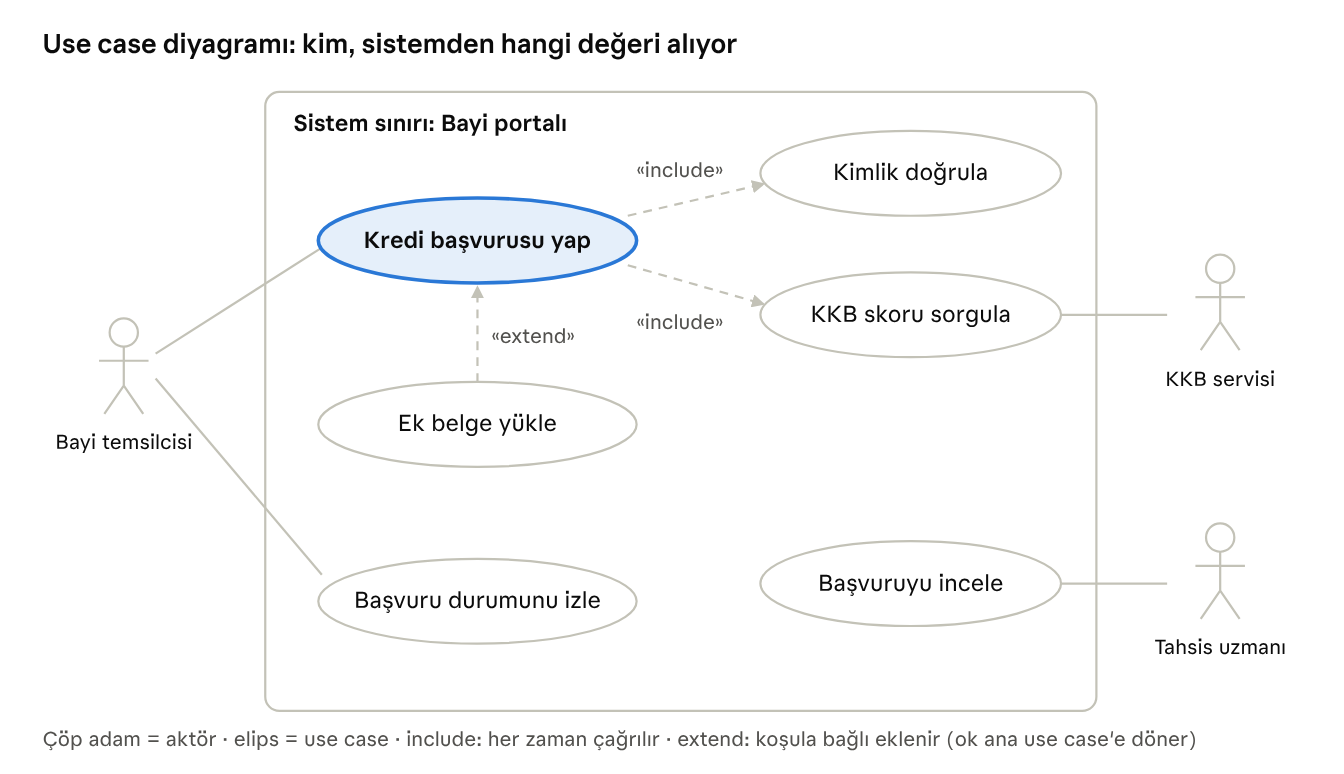 Use case diyagramı: kim, sistemden hangi değeri alıyor
Sistem sınırı: Bayi portalı
«include»
Kimlik doğrula
Kredi başvurusu yap
KKB skoru sorgula
«include»
«extend»
KKB servisi
Ek belge yükle
Bayi temsilcisi
Başvuruyu incele
Başvuru durumunu izle
Tahsis uzmanı
Çöp adam = aktör · elips = use case · include: her zaman çağrılır · extend: koşula bağlı eklenir (ok ana use case'e döner)